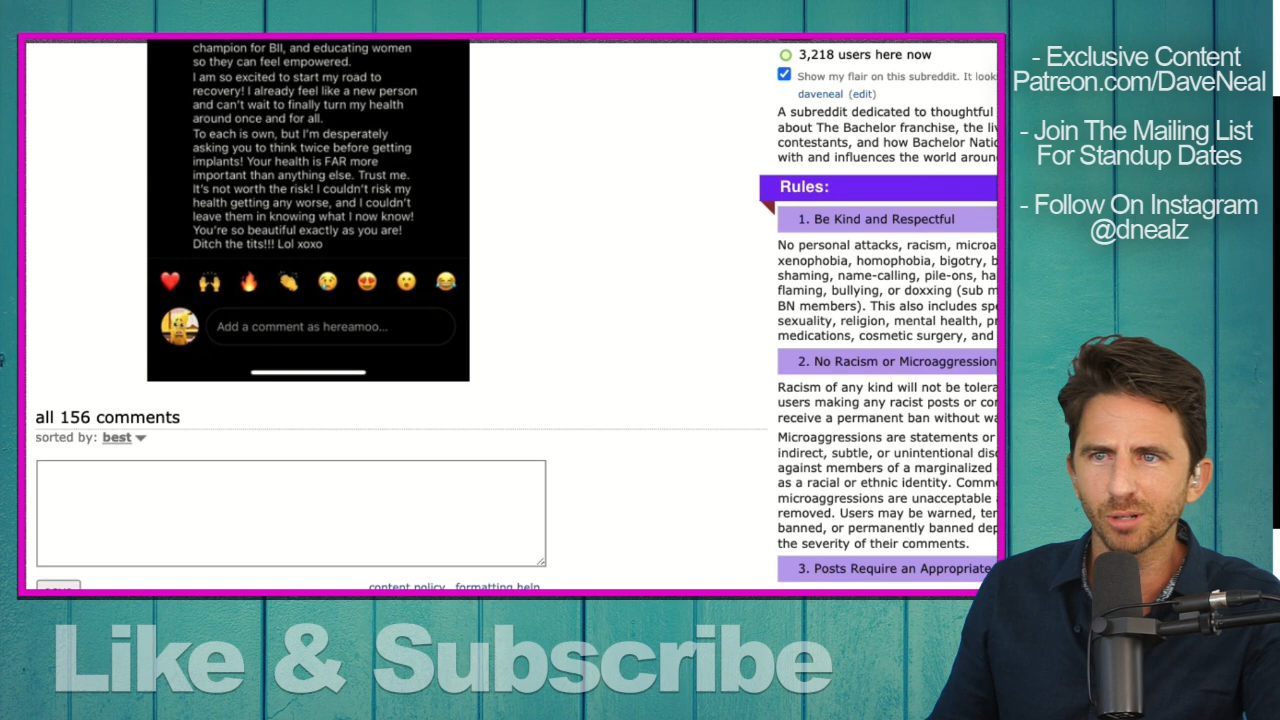 champion for BII, and educating women
so they can feel empowered.
I am so excited to start my road to
recovery! I already feel like a new person
and can't wait to finally turn my health
around once and for all.
To each is own, but I'm desperately
asking you to think twice before getting
implants! Your health is FAR more
important than anything else. Trust me.
It's not worth the risk! I couldn't risk my
health getting any worse, and I couldn't
leave them in knowing what I now know!
You're so beautiful exactly as you are!
Ditch the tits!!! Lol xoxo
Add a comment as hereamoo...
all 156 comments
sorted by: best
content policy formatting help
3,218 users here now
Show my flair on this subreddit. It look
daveneal (edit)
A subreddit dedicated to thoughtful
about The Bachelor franchise, the
contestants, and how Bachelor
with and influences the world
Rules:
1. Be Kind and Respectful
No personal attacks, racism,
xenophobia, homophobia, bigotry,
shaming, name-calling, pile-ons,
flaming, bullying, or doxxing (sub
BN members). This also includes
sexuality, religion, mental health,
medications, cosmetic surgery, and
2. No Racism or Microaggression
Racism of any kind will not be
users making any racist posts or
receive a permanent ban without
Microaggressions are statements or
indirect, subtle, or unintentional
against members of a marginalized
as a racial or ethnic identity.
microaggressions are unacceptable
removed. Users may be warned,
banned, or permanently banned
the severity of their comments.
3. Posts Require an Appropriate
- Exclusive Content
Patreon.com/DaveNeal
- Join The Mailing List
For Standup Dates
- Follow On Instagram
@dnealz
Like & Subscribe